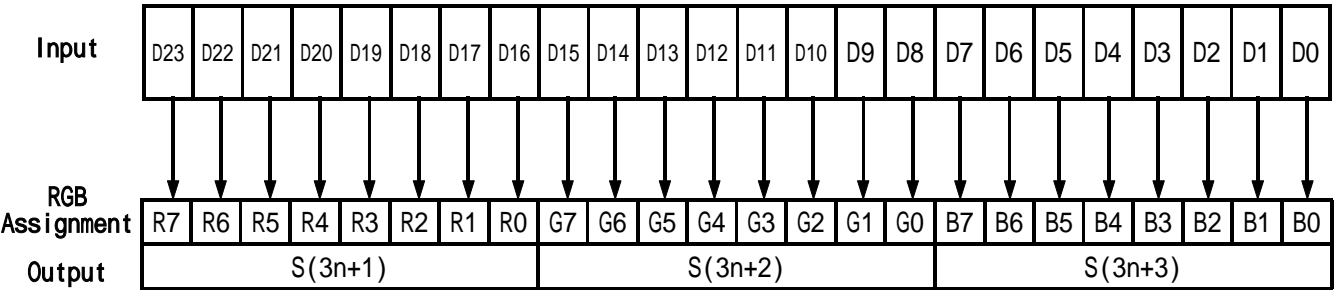 Input D23 D22 D21 D20 D19 D18 D17 D16 D15 D14 D13 D12 D11 D10 D9 D8 D7 D6 D5 D4 D3 D2 D1 D0
RGB
Assignment R7 R6 R5 R4 R3 R2 R1 R0 G7 G6 G5 G4 G3 G2 G1 G0 B7 B6 B5 B4 B3 B2 B1 B0
Output S(3n+1) S(3n+2) S(3n+3)